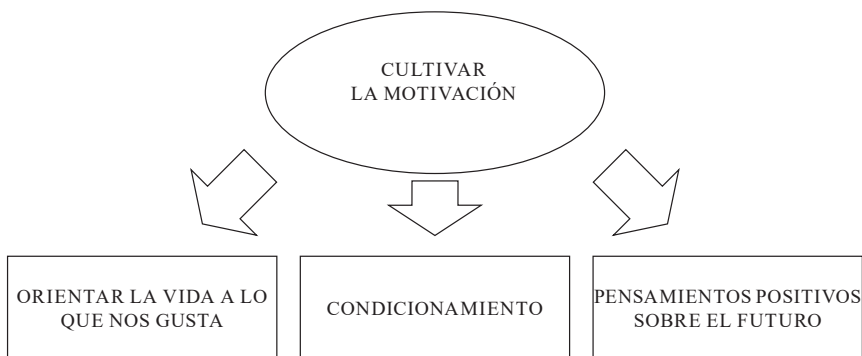 CULTIVAR
LA MOTIVACIÓN
ORIENTAR LA VIDA A LO
QUE NOS GUSTA
CONDICIONAMIENTO
PENSAMIENTOS POSITIVOS
SOBRE EL FUTURO